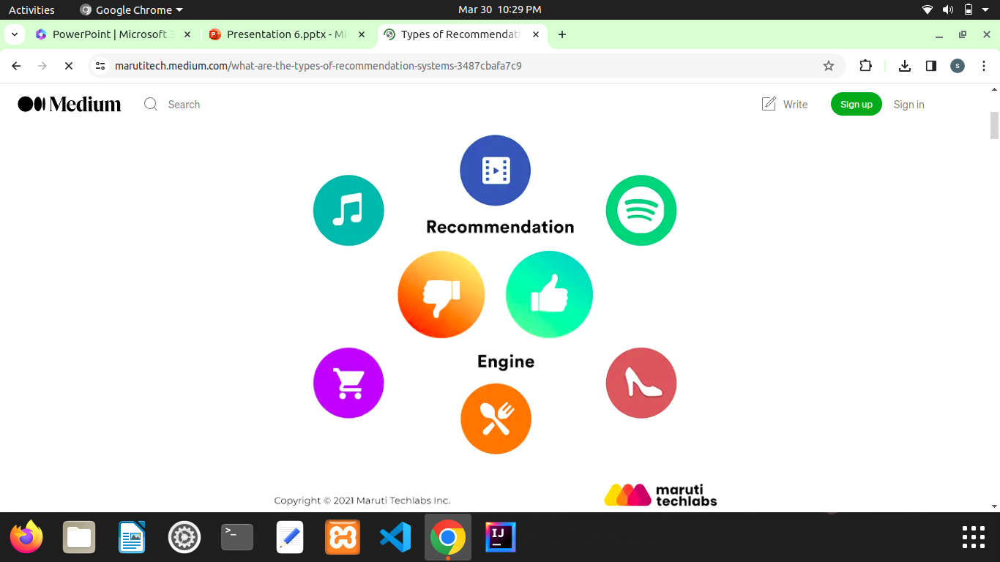 Activities
Google Chrome
Mar 30 10:29 PM
PowerPoint | Microsoft 3
Presentation 6.pptx - Mi
Types of Recommendati
marutitech.medium.com/what-are-the-types-of-recommendation-systems-3487cbafa7c9
S
Medium
Search
Write
Sign up
Sign in
Recommendation
Engine
Copyright © 2021 Maruti Techlabs Inc.
maruti
techlabs
>_
IJ